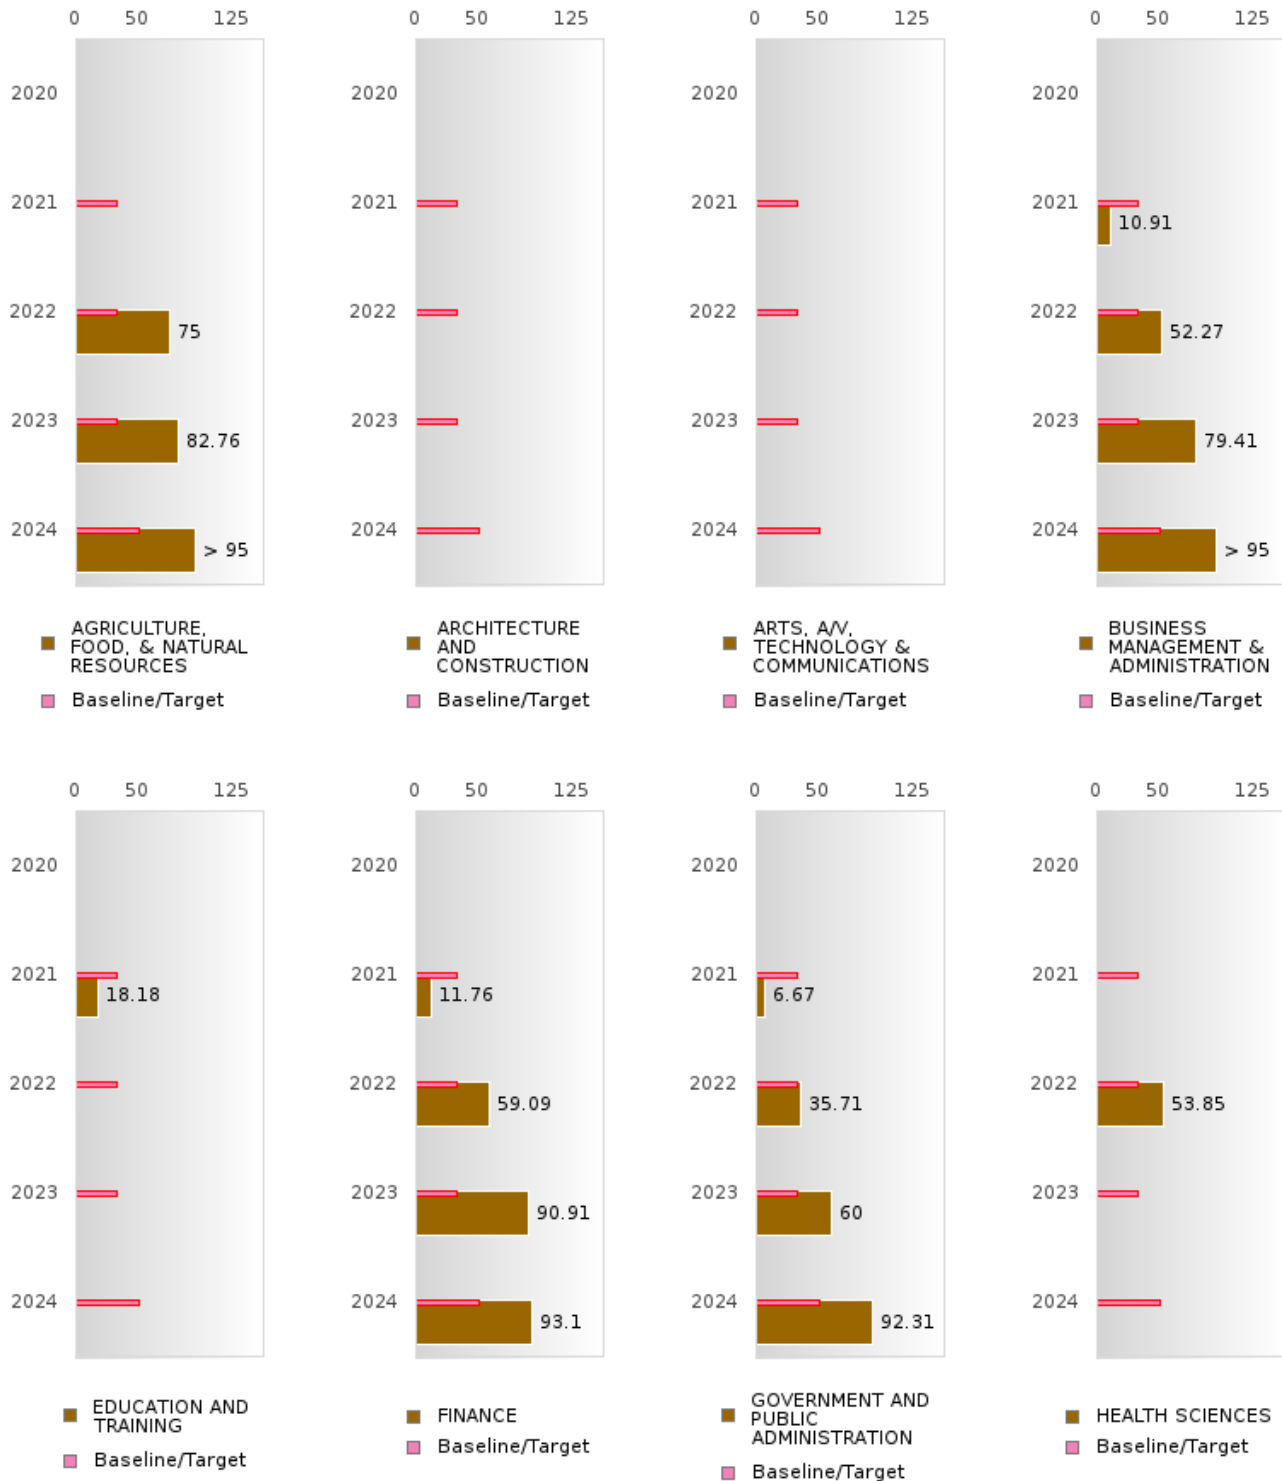 0 50 125
0 50 125
0 50 125
0 50 125
2020
2021
2022
75
2023
82.76
2024
> 95
2020
2021
2022
2023
2024
2020
2021
2022
2023
2024
2020
2021
10.91
2022
52.27
2023
79.41
2024
> 95
AGRICULTURE,
FOOD, & NATURAL
RESOURCES
Baseline/Target
ARCHITECTURE
AND
CONSTRUCTION
Baseline/Target
ARTS, A/V,
TECHNOLOGY &
COMMUNICATIONS
Baseline/Target
BUSINESS
MANAGEMENT &
ADMINISTRATION
Baseline/Target
0 50 125
0 50 125
0 50 125
0 50 125
2020
2021
18.18
2022
2023
2024
2020
2021
11.76
2022
59.09
2023
90.91
2024
93.1
2020
2021
6.67
2022
35.71
2023
60
2024
92.31
2020
2021
2022
53.85
2023
2024
EDUCATION AND
TRAINING
Baseline/Target
FINANCE
Baseline/Target
GOVERNMENT AND
PUBLIC
ADMINISTRATION
Baseline/Target
HEALTH SCIENCES
Baseline/Target